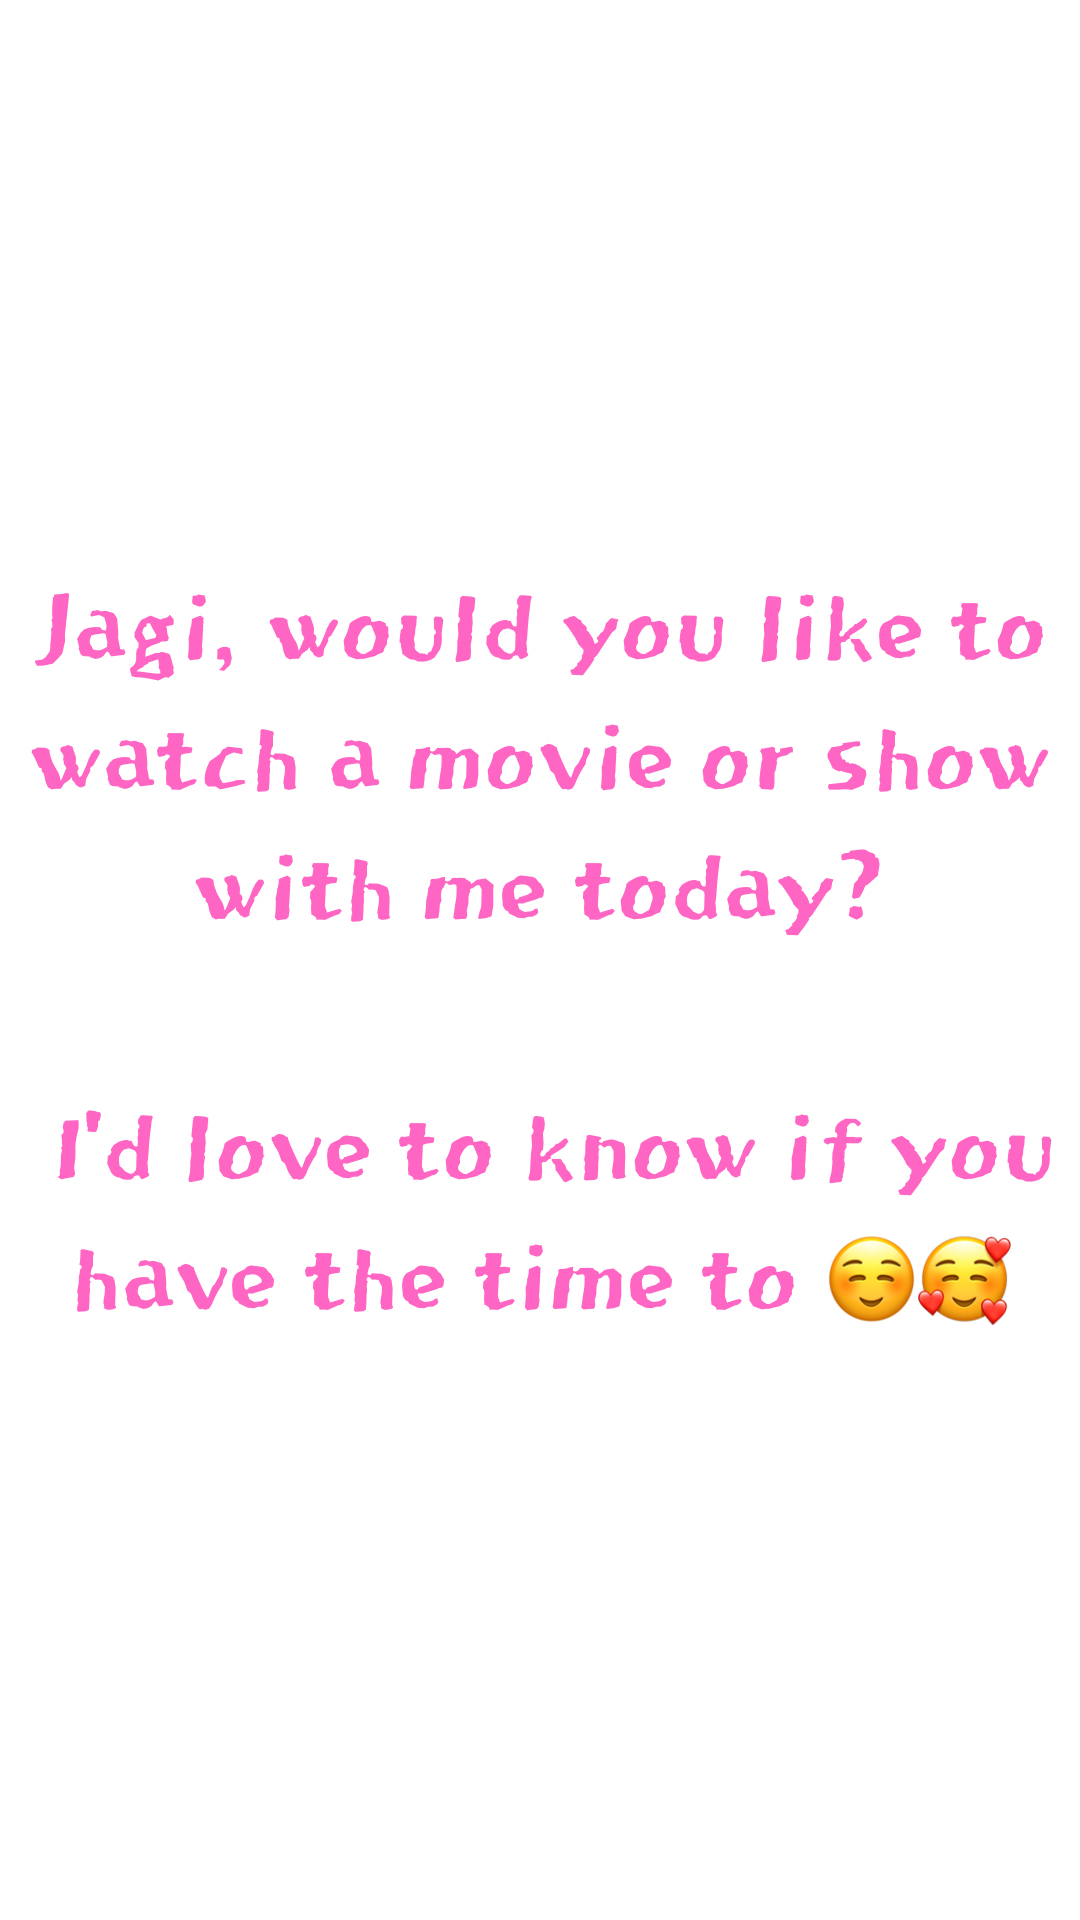 Jagi, would you like to
watch a movie or show
with me today?
I'd love to know if you
have the time to ☺️🥰